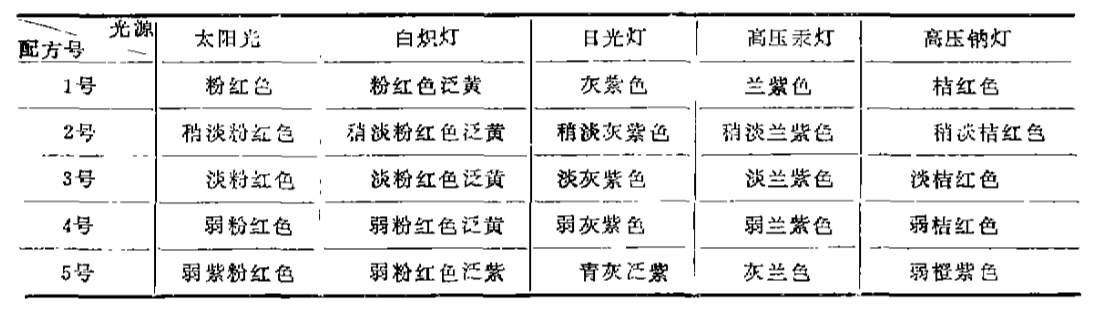 光源
配方号 太阳光 白炽灯 日光灯 高压汞灯 高压钠灯
1号 粉红色 粉红色泛黄 灰紫色 兰紫色 桔红色
2号 稍淡粉红色 稍淡粉红色泛黄 稍淡灰紫色 稍淡兰紫色 稍淡桔红色
3号 淡粉红色 淡粉红色泛黄 淡灰紫色 淡兰紫色 淡桔红色
4号 弱粉红色 弱粉红色泛黄 弱灰紫色 弱兰紫色 弱桔红色
5号 弱紫粉红色 弱粉红色泛紫 青灰泛紫 灰兰色 弱橙紫色